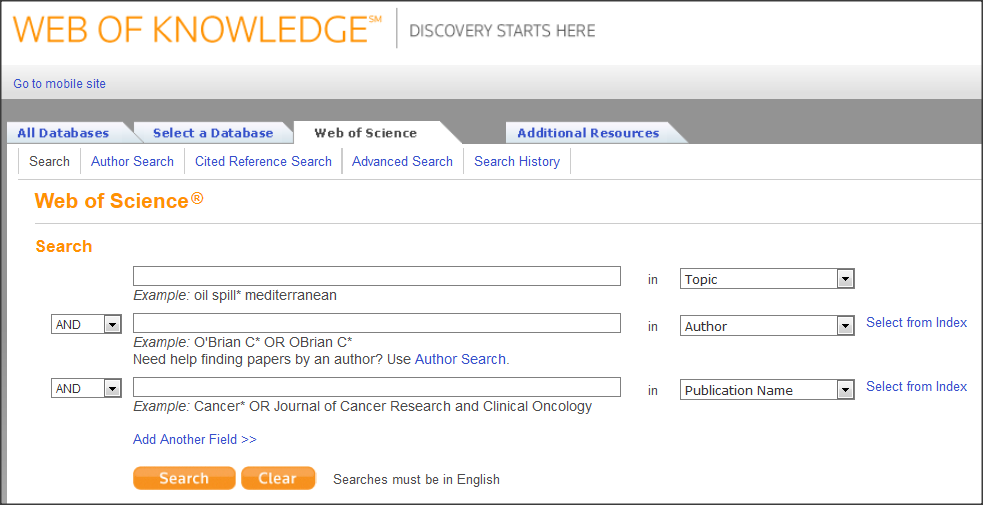 WEB OF KNOWLEDGE℠ DISCOVERY STARTS HERE
Go to mobile site
All Databases Select a Database Web of Science Additional Resources
Search Author Search Cited Reference Search Advanced Search Search History
Web of Science®
Search
in Topic
Example: oil spill* mediterranean
AND in Author Select from Index
Example: O'Brian C* OR OBrian C*
Need help finding papers by an author? Use Author Search.
AND in Publication Name Select from Index
Example: Cancer* OR Journal of Cancer Research and Clinical Oncology
Add Another Field >>
Search Clear Searches must be in English